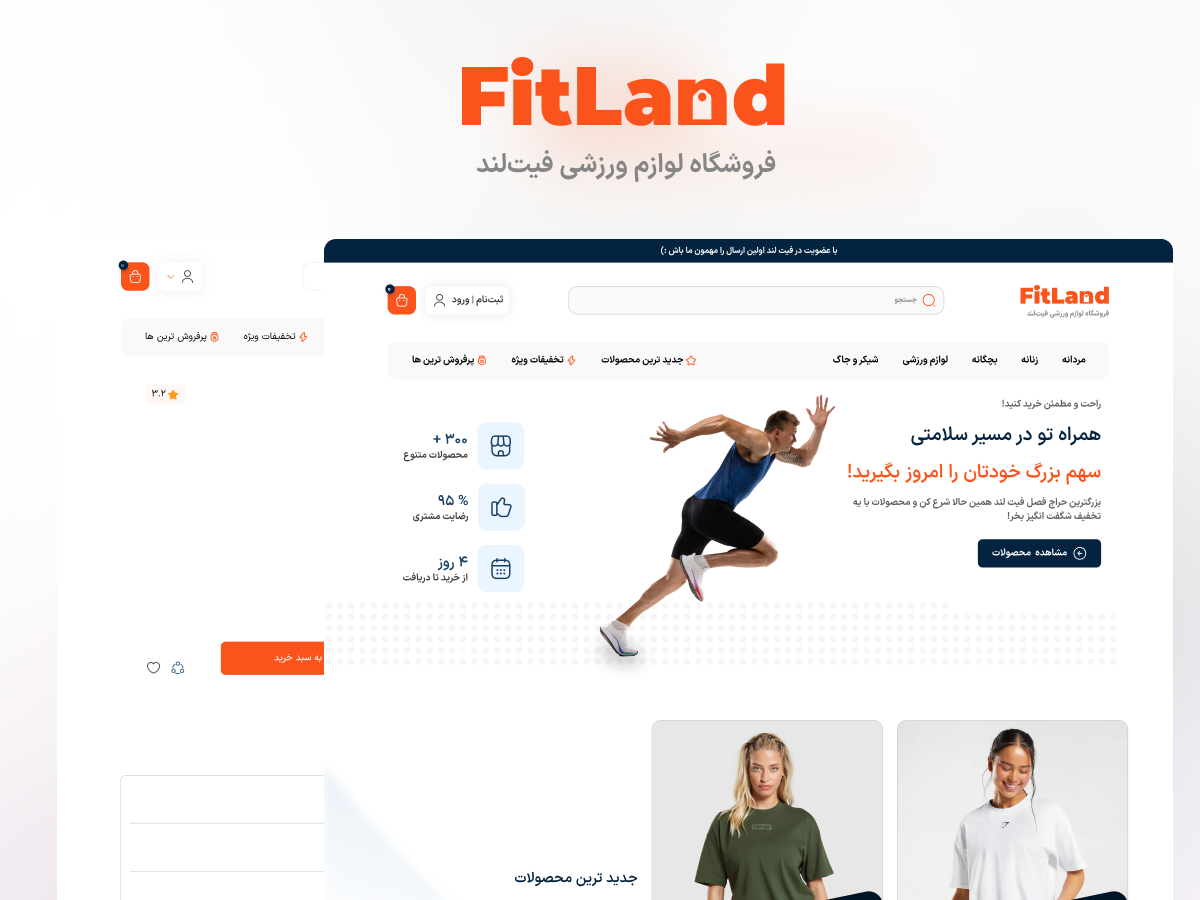 FitLand
فروشگاه لوازم ورزشی فیت‌لند
با عضویت در فیت لند اولین ارسال را مهمون ما باش :)
FitLand
فروشگاه لوازم ورزشی فیت‌لند
جستجو
ثبت‌نام | ورود
۰
مردانه
زنانه
بچگانه
لوازم ورزشی
شیکر و جاگ
جدید ترین محصولات
تخفیفات ویژه
پرفروش ترین ها
راحت و مطمئن خرید کنید!
همراه تو در مسیر سلامتی
سهم بزرگ خودتان را امروز بگیرید!
بزرگترین حراج فصل فیت لند همین حالا شرع کن و محصولات با یه
تخفیف شگفت انگیز بخر!
مشاهده محصولات
۳۰۰ +
محصولات متنوع
% ۹۵
رضایت مشتری
۴ روز
از خرید تا دریافت
جدید ترین محصولات
۰
تخفیفات ویژه
پرفروش ترین ها
۳.۲
به سبد خرید